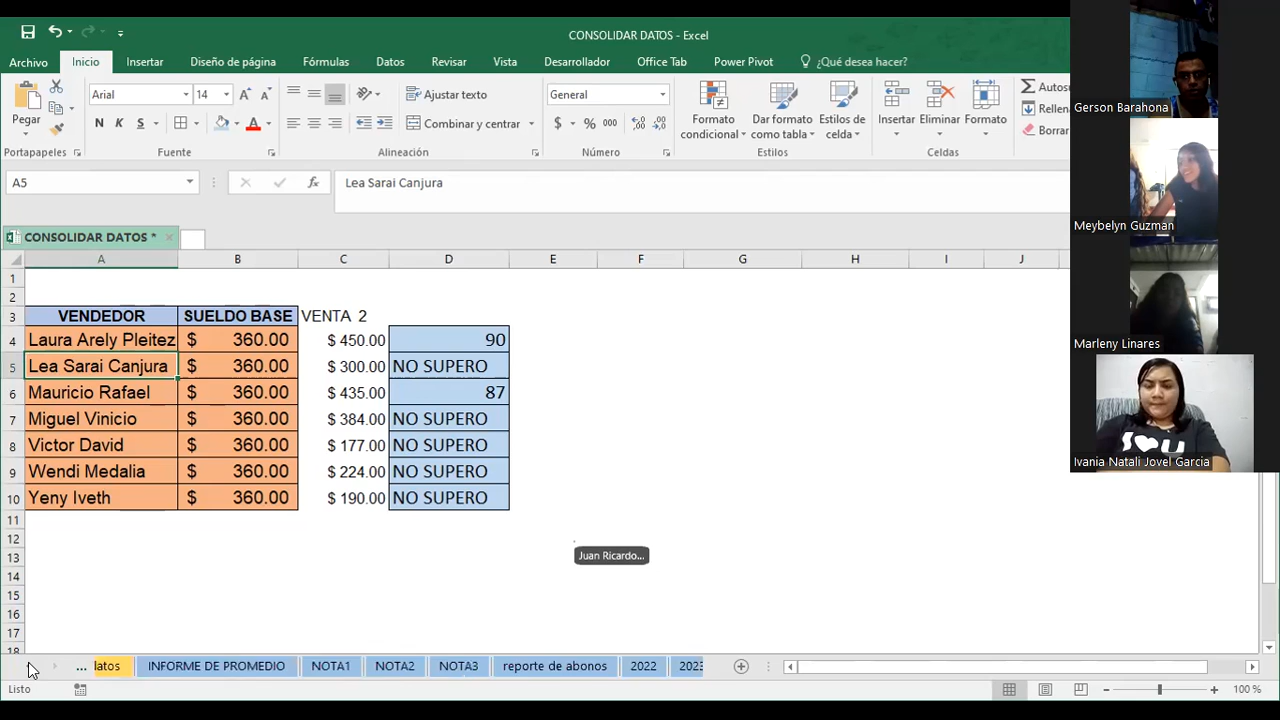 CONSOLIDAR DATOS - Excel
Archivo Inicio Insertar Diseño de página Fórmulas Datos Revisar Vista Desarrollador Office Tab Power Pivot ¿Qué desea hacer?
Pegar
Arial 14
N K S
Ajustar texto
Combinar y centrar
General
$ % 000
Formato condicional
Dar formato como tabla
Estilos de celda
Insertar Eliminar Formato
Autos
Rellen
Borrar
Portapapeles Fuente Alineación Número Estilos Celdas
A5 fx Lea Sarai Canjura
CONSOLIDAR DATOS *
A B C D E F G H I J
1
2
3 VENDEDOR SUELDO BASE VENTA 2
4 Laura Arely Pleitez $ 360.00 $ 450.00 90
5 Lea Sarai Canjura $ 360.00 $ 300.00 NO SUPERO
6 Mauricio Rafael $ 360.00 $ 435.00 87
7 Miguel Vinicio $ 360.00 $ 384.00 NO SUPERO
8 Victor David $ 360.00 $ 177.00 NO SUPERO
9 Wendi Medalia $ 360.00 $ 224.00 NO SUPERO
10 Yeny Iveth $ 360.00 $ 190.00 NO SUPERO
11
12
13
14
15
16
17
18
Juan Ricardo...
... latos INFORME DE PROMEDIO NOTA1 NOTA2 NOTA3 reporte de abonos 2022 2023
Listo
100 %
Gerson Barahona
Meybelyn Guzman
Marleny Linares
I U
Ivania Natali Jovel Garcia